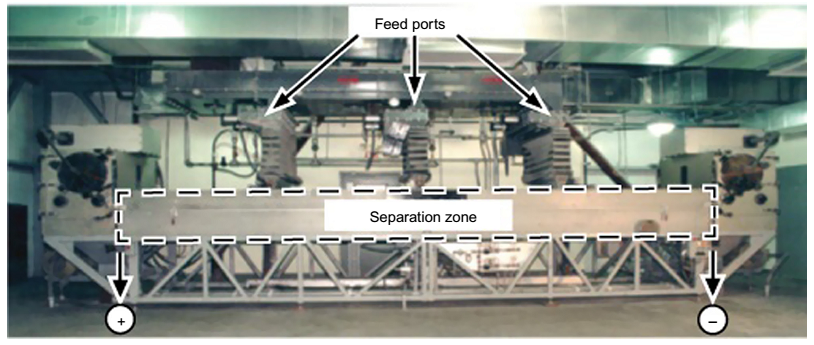 Feed ports
Separation zone
+
−